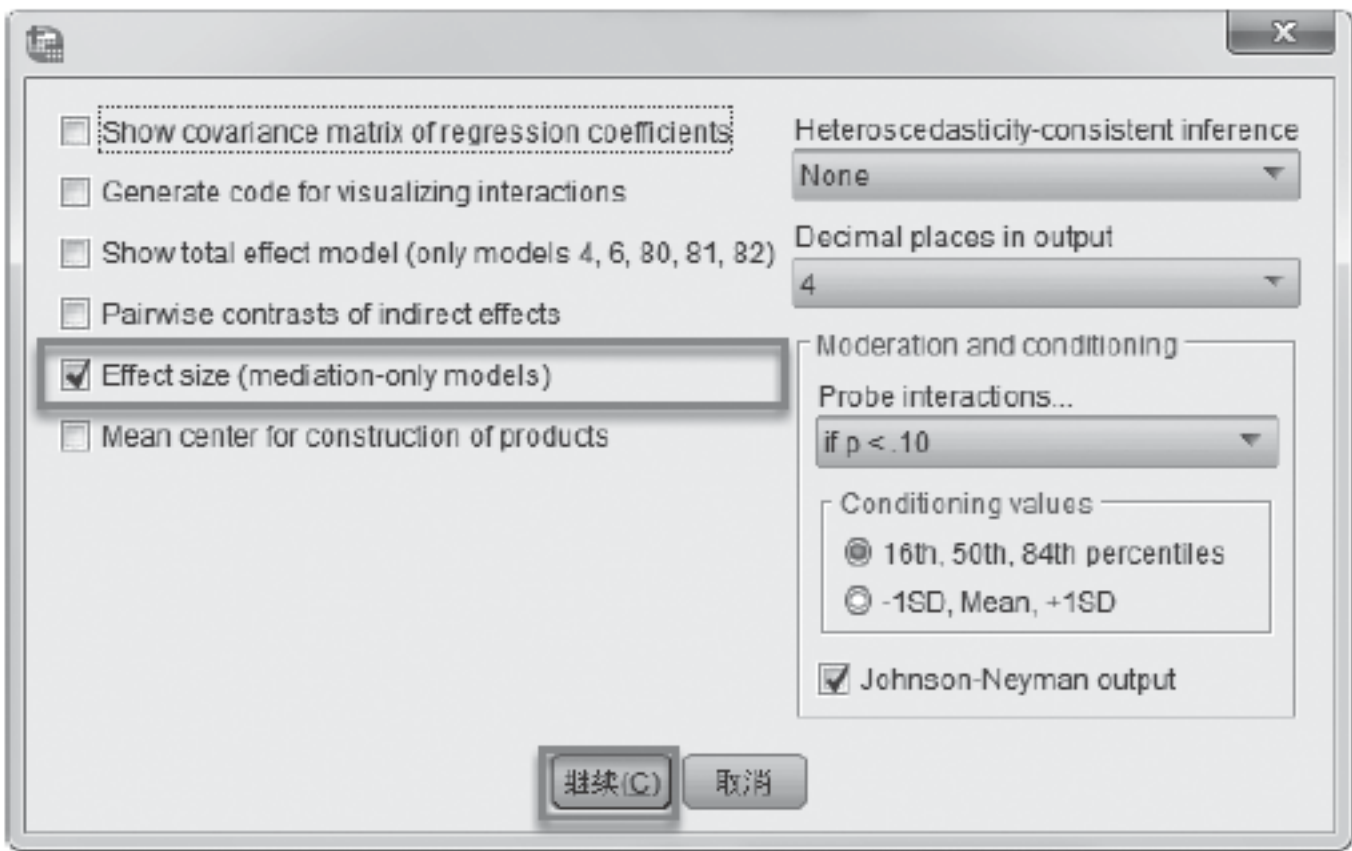 Show covariance matrix of regression coefficients
Generate code for visualizing interactions
Show total effect model (only models 4, 6, 80, 81, 82)
Pairwise contrasts of indirect effects
Effect size (mediation-only models)
Mean center for construction of products
Heteroscedasticity-consistent inference
None
Decimal places in output
4
Moderation and conditioning
Probe interactions...
if p < .10
Conditioning values
16th, 50th, 84th percentiles
-1SD, Mean, +1SD
Johnson-Neyman output
继续(C)
取消